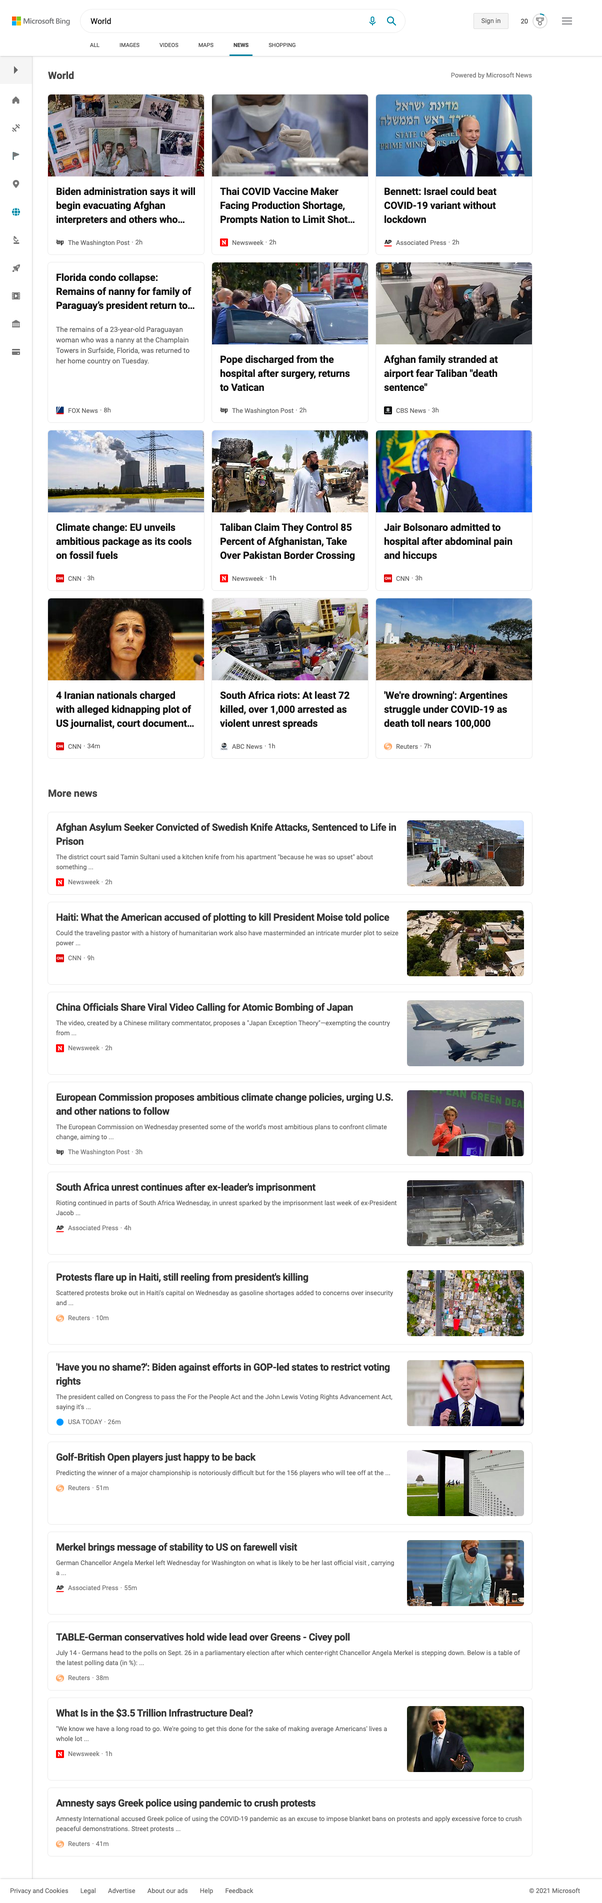 Microsoft Bing
World
Sign in
20
ALL
IMAGES
VIDEOS
MAPS
NEWS
SHOPPING
World
Powered by Microsoft News
Biden administration says it will
begin evacuating Afghan
interpreters and others who...
The Washington Post · 2h
Thai COVID Vaccine Maker
Facing Production Shortage,
Prompts Nation to Limit Shot...
Newsweek · 2h
Bennett: Israel could beat
COVID-19 variant without
lockdown
AP Associated Press · 2h
Florida condo collapse:
Remains of nanny for family of
Paraguay's president return to...
The remains of a 23-year-old Paraguayan
woman who was a nanny at the Champlain
Towers in Surfside, Florida, was returned to
her home country on Tuesday.
FOX News · 8h
Pope discharged from the
hospital after surgery, returns
to Vatican
The Washington Post · 2h
Afghan family stranded at
airport fear Taliban "death
sentence"
CBS News · 3h
Climate change: EU unveils
ambitious package as its cools
on fossil fuels
CNN · 3h
Taliban Claim They Control 85
Percent of Afghanistan, Take
Over Pakistan Border Crossing
Newsweek · 1h
Jair Bolsonaro admitted to
hospital after abdominal pain
and hiccups
CNN · 3h
4 Iranian nationals charged
with alleged kidnapping plot of
US journalist, court document...
CNN · 34m
South Africa riots: At least 72
killed, over 1,000 arrested as
violent unrest spreads
ABC News · 1h
'We're drowning': Argentines
struggle under COVID-19 as
death toll nears 100,000
Reuters · 7h
More news
Afghan Asylum Seeker Convicted of Swedish Knife Attacks, Sentenced to Life in
Prison
The district court said Tamin Sultani used a kitchen knife from his apartment "because he was so upset" about
something ...
Newsweek · 2h
Haiti: What the American accused of plotting to kill President Moise told police
Could the traveling pastor with a history of humanitarian work also have masterminded an intricate murder plot to seize
power ...
CNN · 9h
China Officials Share Viral Video Calling for Atomic Bombing of Japan
The video, created by a Chinese military commentator, proposes a "Japan Exception Theory"—exempting the country
from ...
Newsweek · 2h
European Commission proposes ambitious climate change policies, urging U.S.
and other nations to follow
The European Commission on Wednesday presented some of the world's most ambitious plans to confront climate
change, aiming to ...
The Washington Post · 3h
South Africa unrest continues after ex-leader's imprisonment
Rioting continued in parts of South Africa Wednesday, in unrest sparked by the imprisonment last week of ex-President
Jacob ...
AP Associated Press · 4h
Protests flare up in Haiti, still reeling from president's killing
Scattered protests broke out in Haiti's capital on Wednesday as gasoline shortages added to concerns over insecurity
and ...
Reuters · 10m
'Have you no shame?': Biden against efforts in GOP-led states to restrict voting
rights
The president called on Congress to pass the For the People Act and the John Lewis Voting Rights Advancement Act,
saying it's ...
USA TODAY · 26m
Golf-British Open players just happy to be back
Predicting the winner of a major championship is notoriously difficult but for the 156 players who will tee off at the ...
Reuters · 51m
Merkel brings message of stability to US on farewell visit
German Chancellor Angela Merkel left Wednesday for Washington on what is likely to be her last official visit , carrying
a ...
AP Associated Press · 55m
TABLE-German conservatives hold wide lead over Greens - Civey poll
July 14 - Germans head to the polls on Sept. 26 in a parliamentary election after which center-right Chancellor Angela Merkel is stepping down. Below is a table of
the latest polling data (in %): ...
Reuters · 38m
What Is in the $3.5 Trillion Infrastructure Deal?
"We know we have a long road to go. We're going to get this done for the sake of making average Americans' lives a
whole lot ...
Newsweek · 1h
Amnesty says Greek police using pandemic to crush protests
Amnesty International accused Greek police of using the COVID-19 pandemic as an excuse to impose blanket bans on protests and apply excessive force to crush
peaceful demonstrations. Street protests ...
Reuters · 41m
Privacy and Cookies
Legal
Advertise
About our ads
Help
Feedback
© 2021 Microsoft